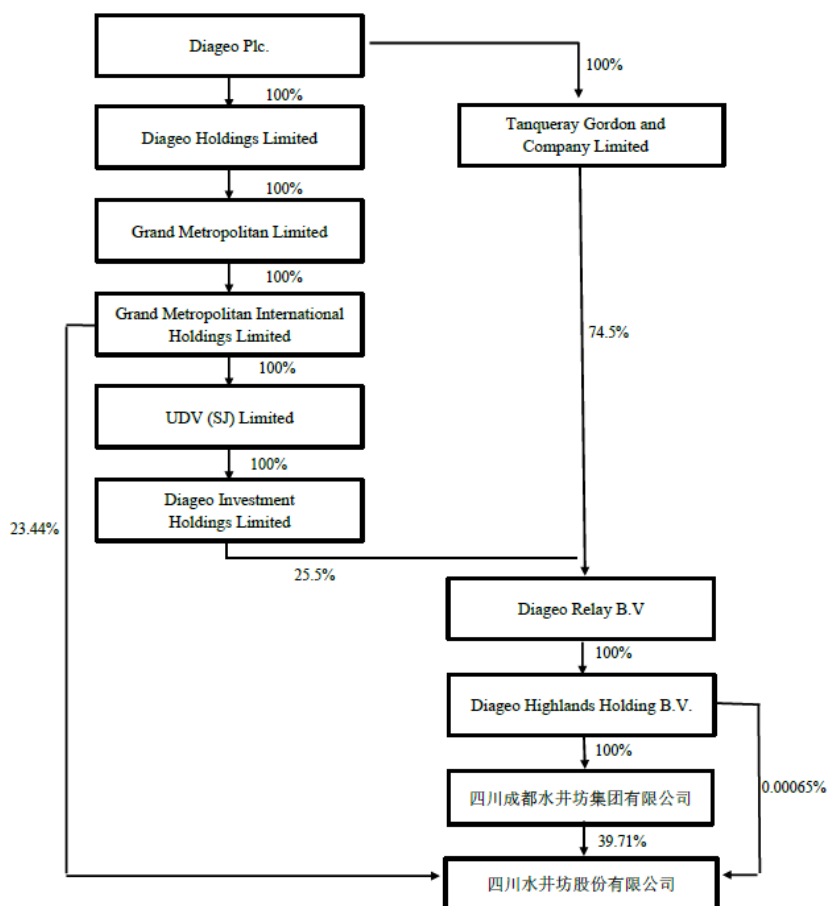 Diageo Plc.
100%
100%
Diageo Holdings Limited
Tanqueray Gordon and
Company Limited
100%
Grand Metropolitan Limited
100%
Grand Metropolitan International
Holdings Limited
74.5%
100%
UDV (SJ) Limited
100%
Diageo Investment
Holdings Limited
23.44%
25.5%
Diageo Relay B.V
100%
Diageo Highlands Holding B.V.
100%
0.00065%
四川成都水井坊集团有限公司
39.71%
四川水井坊股份有限公司